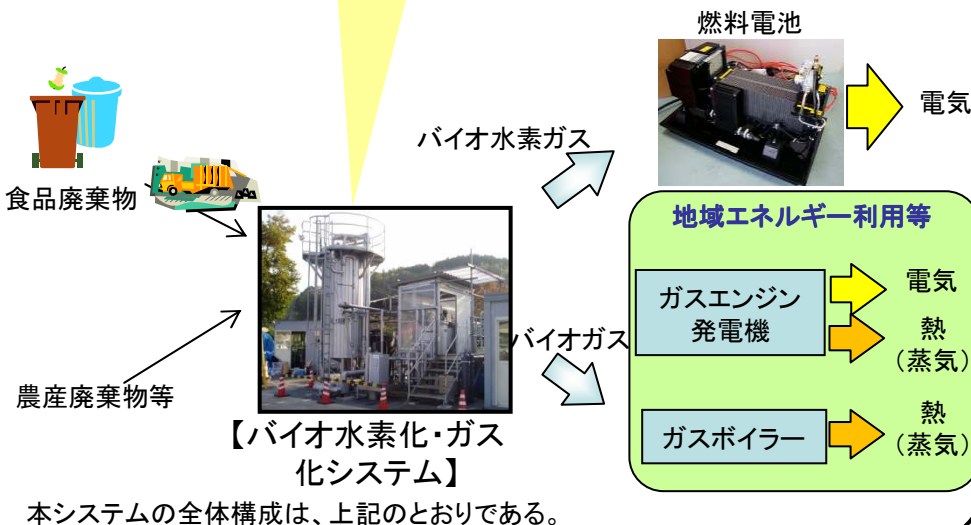 燃料電池
電気
バイオ水素ガス
食品廃棄物
地域エネルギー利用等
ガスエンジン
発電機
電気
熱
(蒸気)
バイオガス
農産廃棄物等
ガスボイラー
熱
(蒸気)
【バイオ水素化・ガス
化システム】
本システムの全体構成は、上記のとおりである。